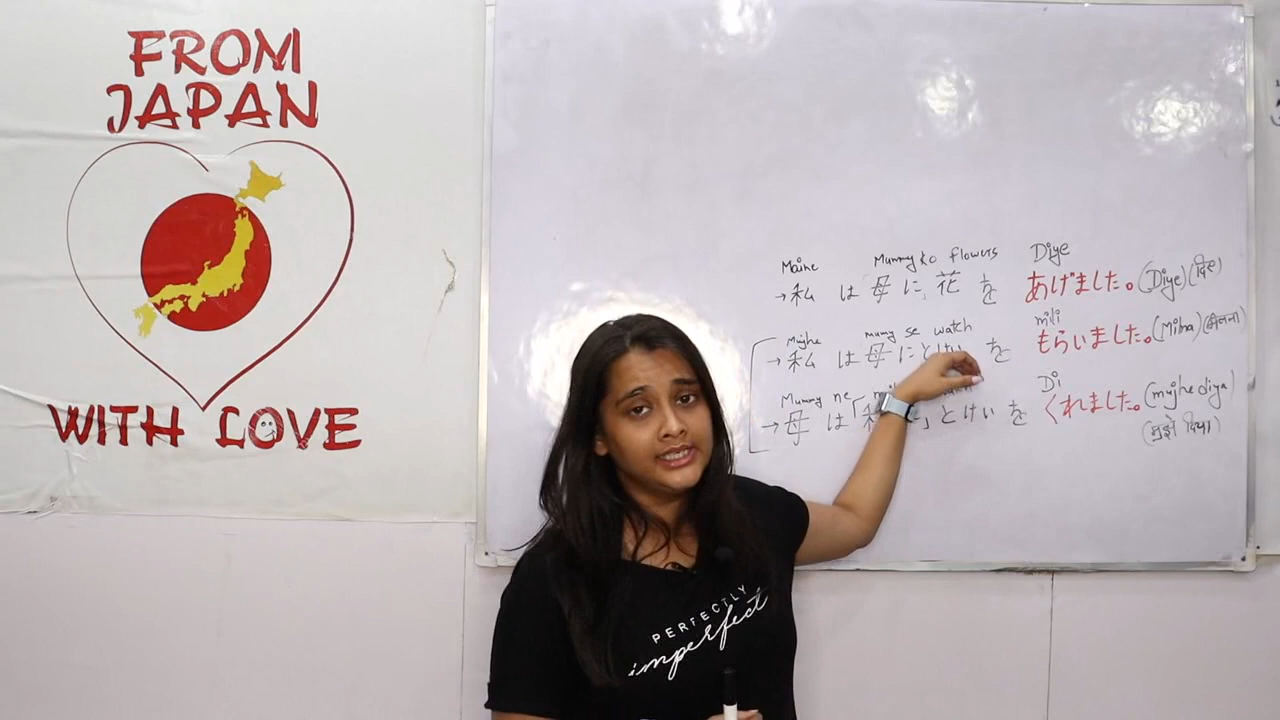 FROM
JAPAN
WITH LOVE
Maine Mummy ko flowers Diye
→私 は 母 に 花 を あげました。(Diye)(दिए)
Mujhe mumy se watch mili
→私 は 母 に とけい を もらいました。(Milna)(मिलना)
Mummy ne Di
→母 は「 」とけい を くれました。(mujhe diya)
(मुझे दिया)
PERFECTLY
imperfect